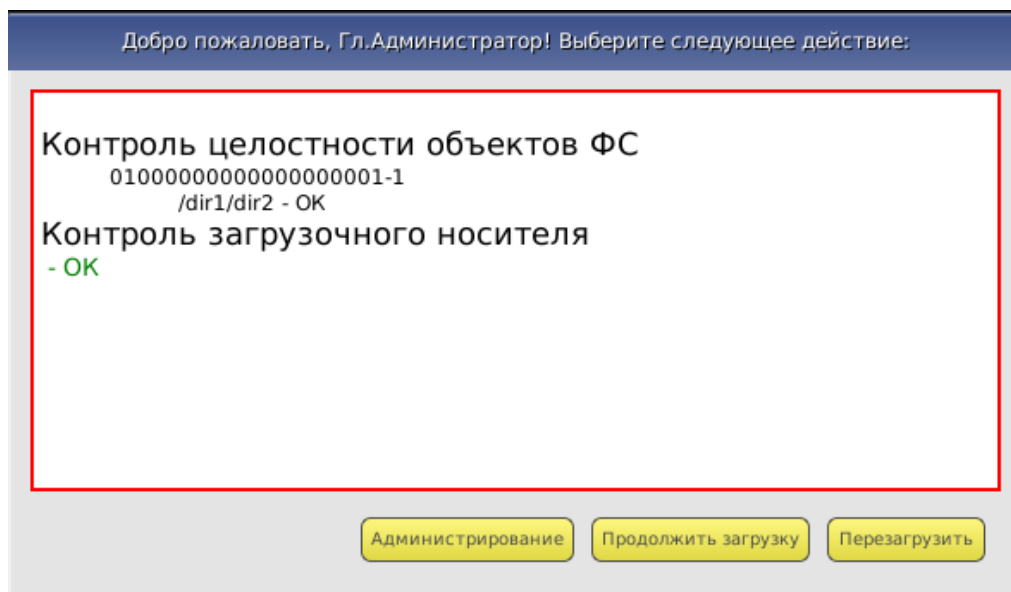 Добро пожаловать, Гл.Администратор! Выберите следующее действие:
Контроль целостности объектов ФС
01000000000000000001-1
/dir1/dir2 - OK
Контроль загрузочного носителя
- OK
Администрирование
Продолжить загрузку
Перезагрузить